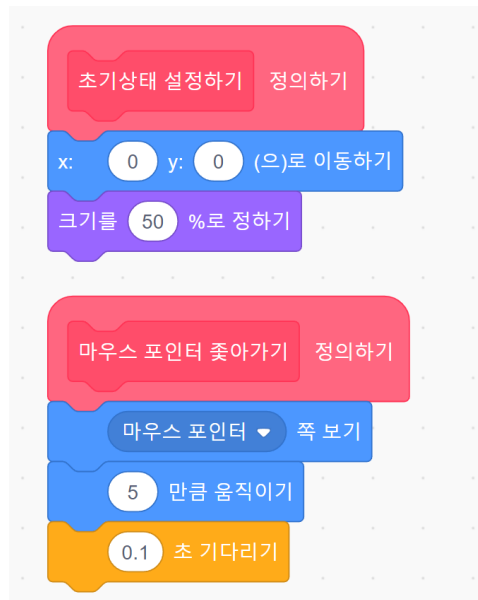 초기상태 설정하기 정의하기
x: 0 y: 0 (으)로 이동하기
크기를 50 %로 정하기
마우스 포인터 좇아가기 정의하기
마우스 포인터 쪽 보기
5 만큼 움직이기
0.1 초 기다리기